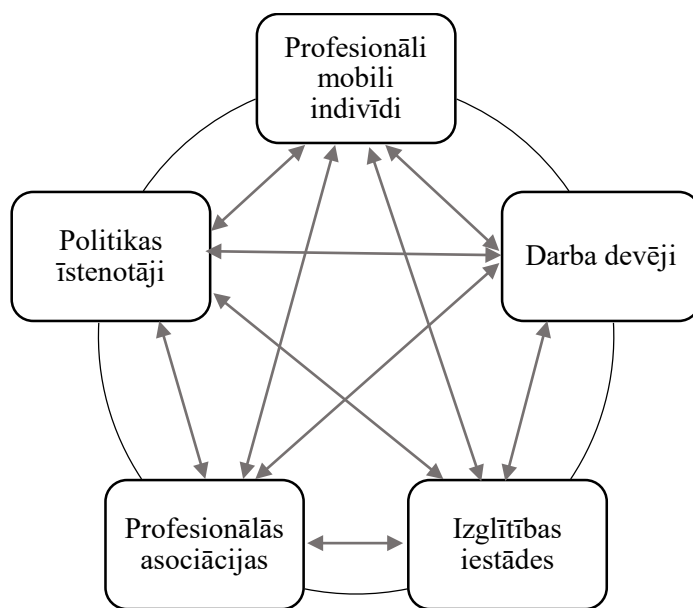 Profesionāli
mobili
indivīdi
Politikas
īstenotāji
Darba devēji
Profesionālās
asociācijas
Izglītības
iestādes